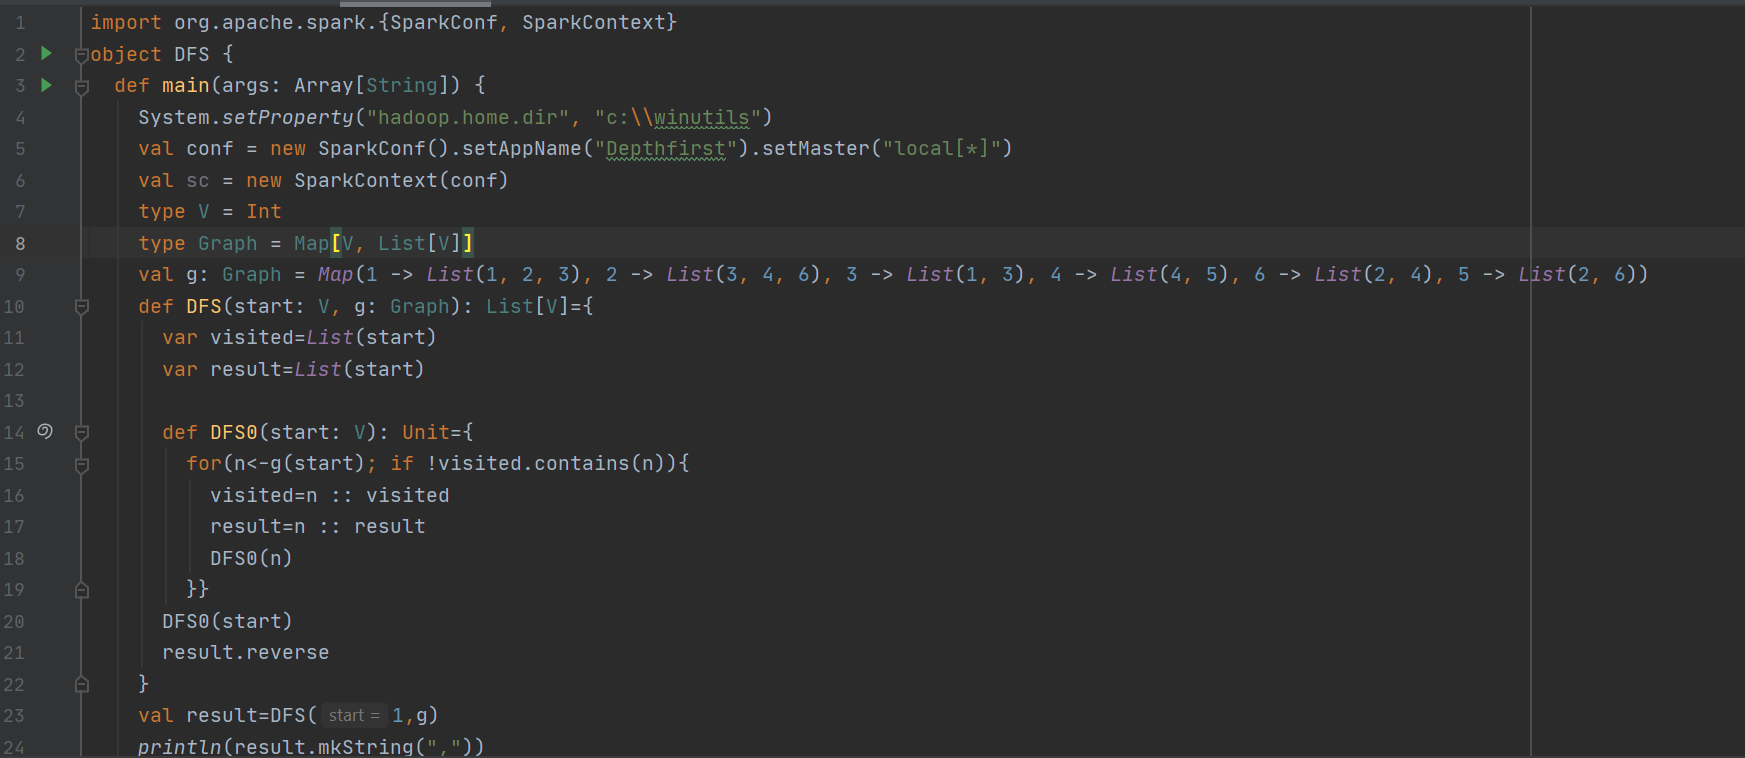 1 import org.apache.spark.{SparkConf, SparkContext}
2 object DFS {
3 def main(args: Array[String]) {
4 System.setProperty("hadoop.home.dir", "c:\\winutils")
5 val conf = new SparkConf().setAppName("Depthfirst").setMaster("local[*]")
6 val sc = new SparkContext(conf)
7 type V = Int
8 type Graph = Map[V, List[V]]
9 val g: Graph = Map(1 -> List(1, 2, 3), 2 -> List(3, 4, 6), 3 -> List(1, 3), 4 -> List(4, 5), 6 -> List(2, 4), 5 -> List(2, 6))
10 def DFS(start: V, g: Graph): List[V]={
11 var visited=List(start)
12 var result=List(start)
13
14 def DFS0(start: V): Unit={
15 for(n<-g(start); if !visited.contains(n)){
16 visited=n :: visited
17 result=n :: result
18 DFS0(n)
19 }}
20 DFS0(start)
21 result.reverse
22 }
23 val result=DFS( start = 1,g)
24 println(result.mkString(","))